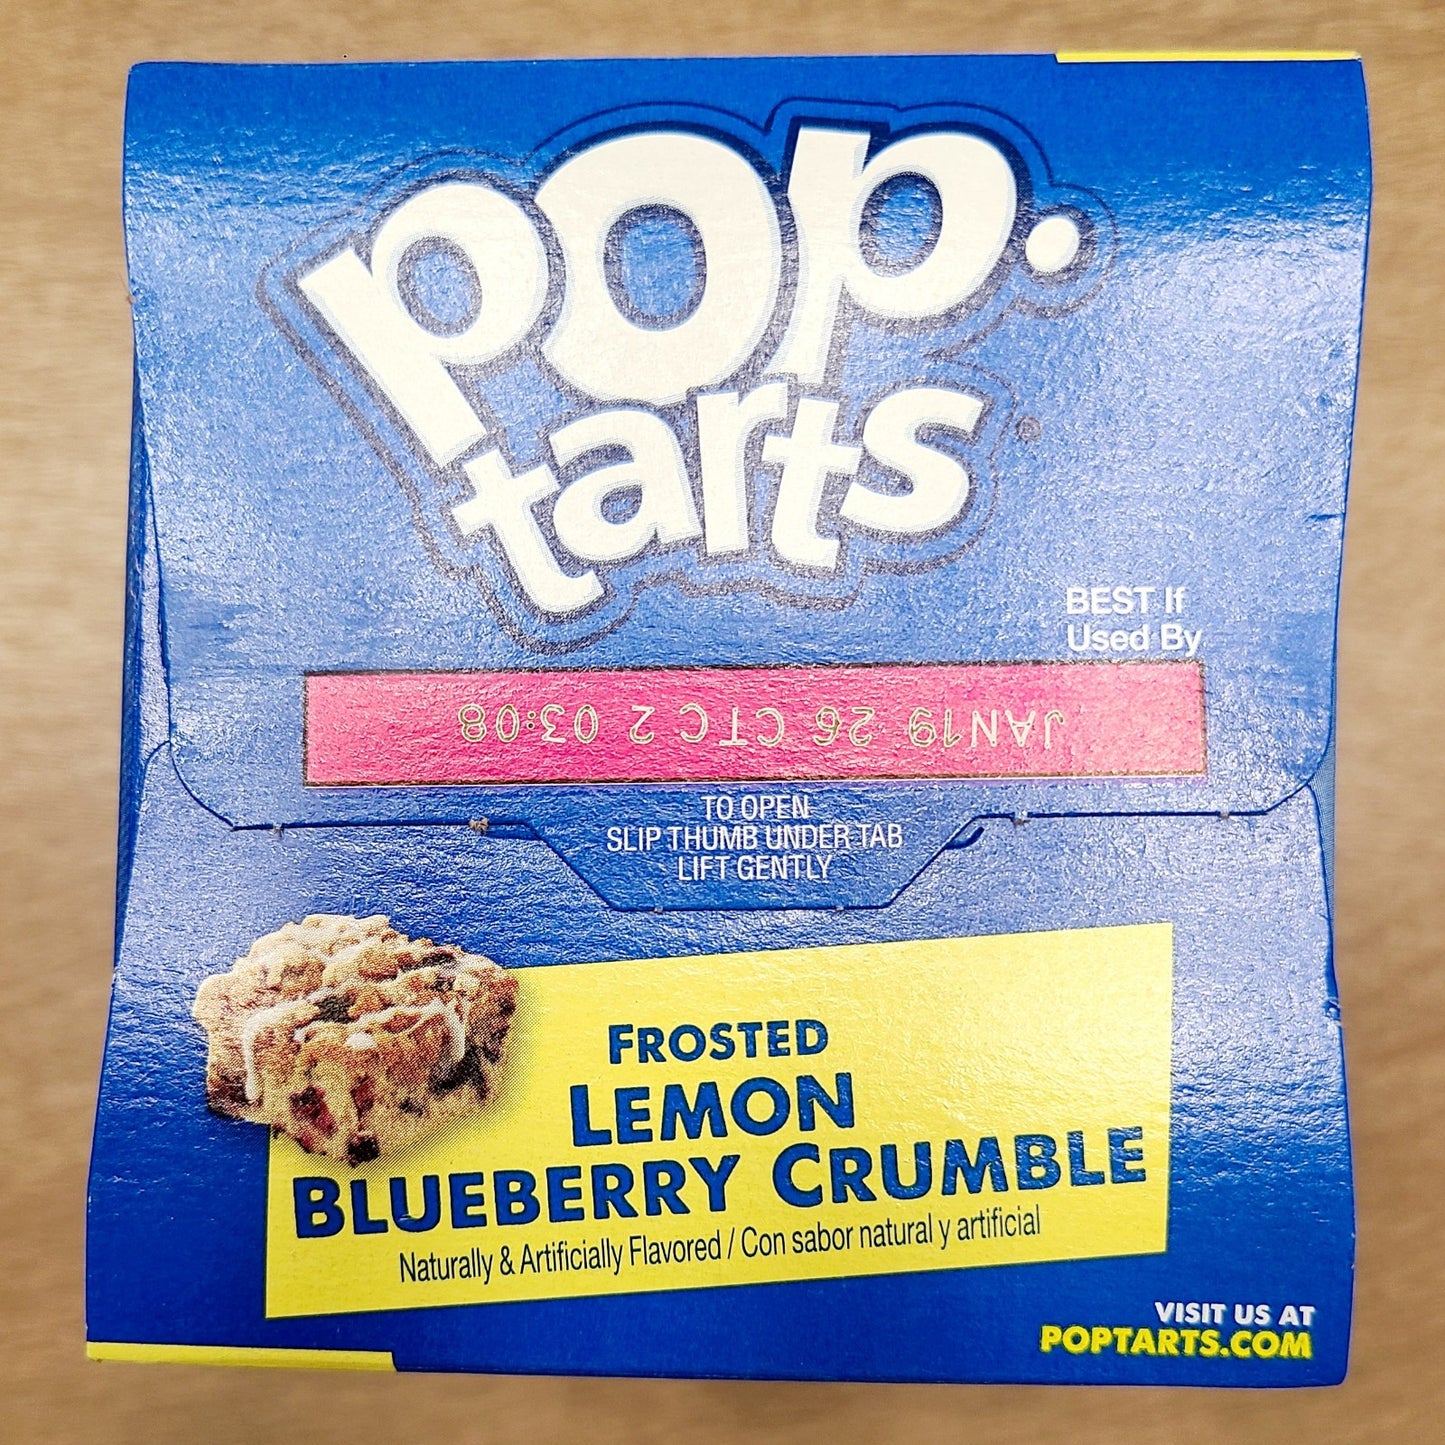 pop.
tarts®
BEST If
Used By
JAN19 26 CTC 2 03:08
TO OPEN
SLIP THUMB UNDER TAB
LIFT GENTLY
FROSTED
LEMON
BLUEBERRY CRUMBLE
Naturally & Artificially Flavored / Con sabor natural y artificial
VISIT US AT
POPTARTS.COM